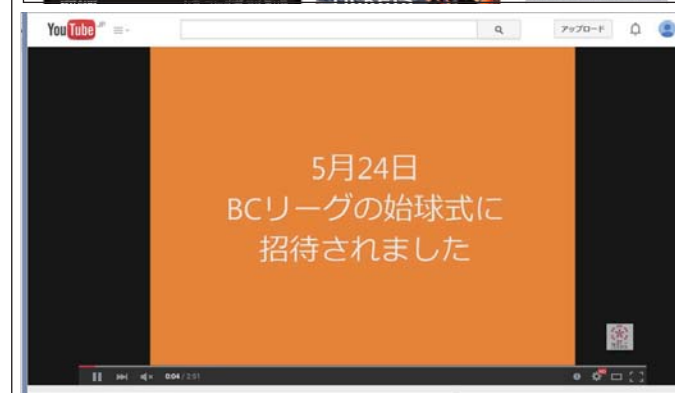 YouTube JP
アップロード
5月24日
BCリーグの始球式に
招待されました
0:04 / 2:51